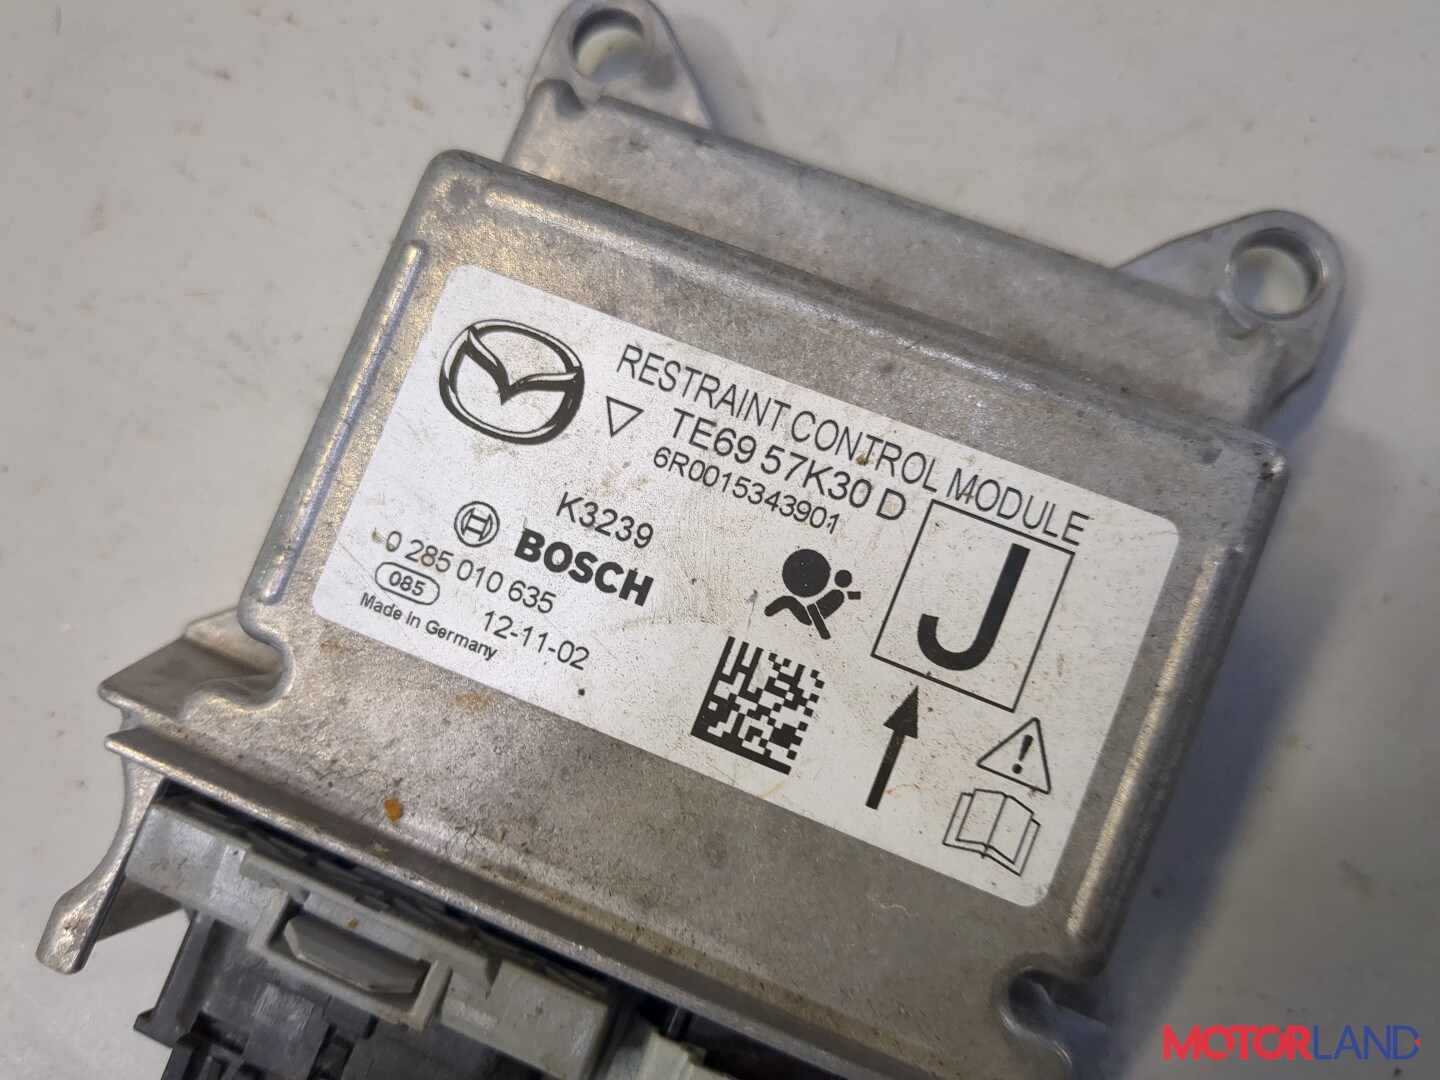 RESTRAINT CONTROL MODULE
TE69 57K30 D
6R0015343901
K3239
BOSCH
0 285 010 635
085
12-11-02
Made in Germany
J
MOTORLAND